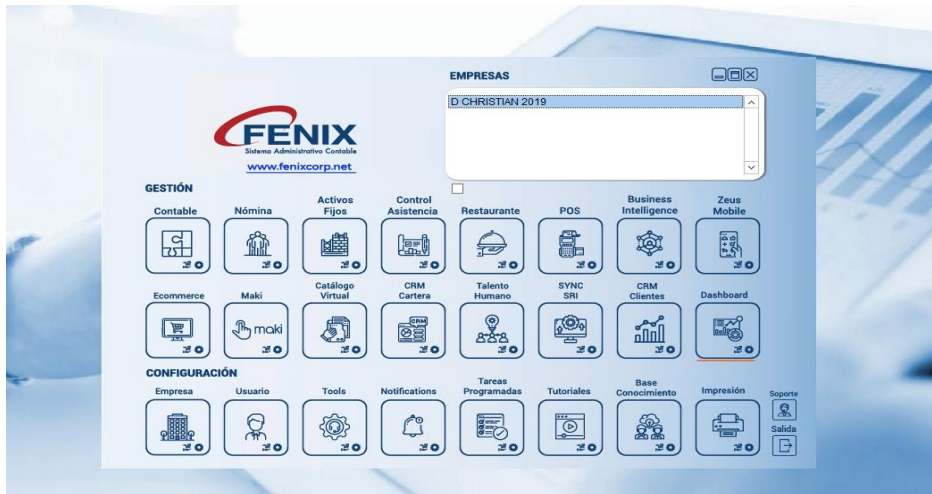 EMPRESAS
D CHRISTIAN 2019
FENIX
Sistema Administrativo Contable
www.fenixcorp.net
GESTIÓN
Contable
Nómina
Activos
Fijos
Control
Asistencia
Restaurante
POS
Business
Intelligence
Zeus
Mobile
Ecommerce
Maki
maki
Catálogo
Virtual
CRM
Cartera
CRM
Talento
Humano
SYNC
SRI
CRM
Clientes
Dashboard
CONFIGURACIÓN
Empresa
Usuario
Tools
Notifications
Tareas
Programadas
Tutoriales
Base
Conocimiento
Impresión
Soporte
Salida